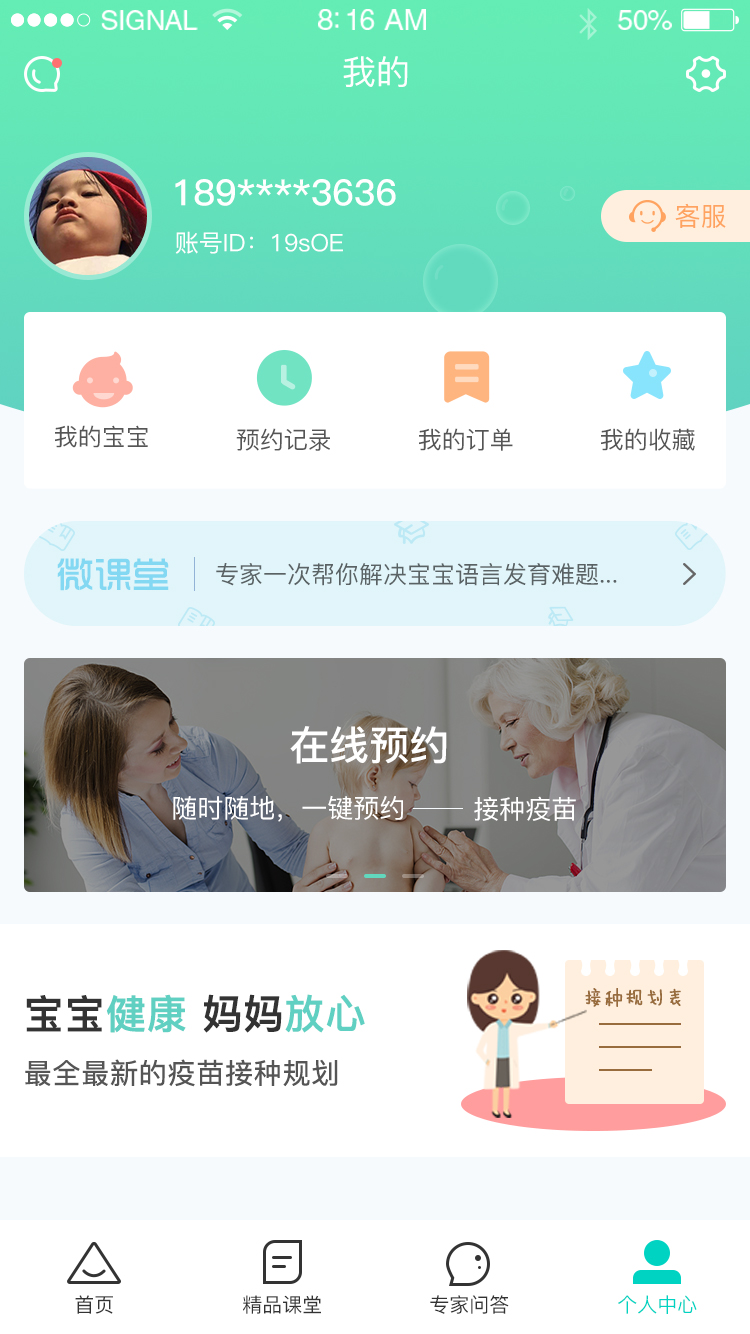 SIGNAL 8:16 AM 50%
我的
189****3636
账号ID：19sOE
客服
我的宝宝 预约记录 我的订单 我的收藏
微课堂 专家一次帮你解决宝宝语言发育难题...
在线预约
随时随地，一键预约——接种疫苗
宝宝健康 妈妈放心
最全最新的疫苗接种规划
接种规划表
首页 精品课堂 专家问答 个人中心